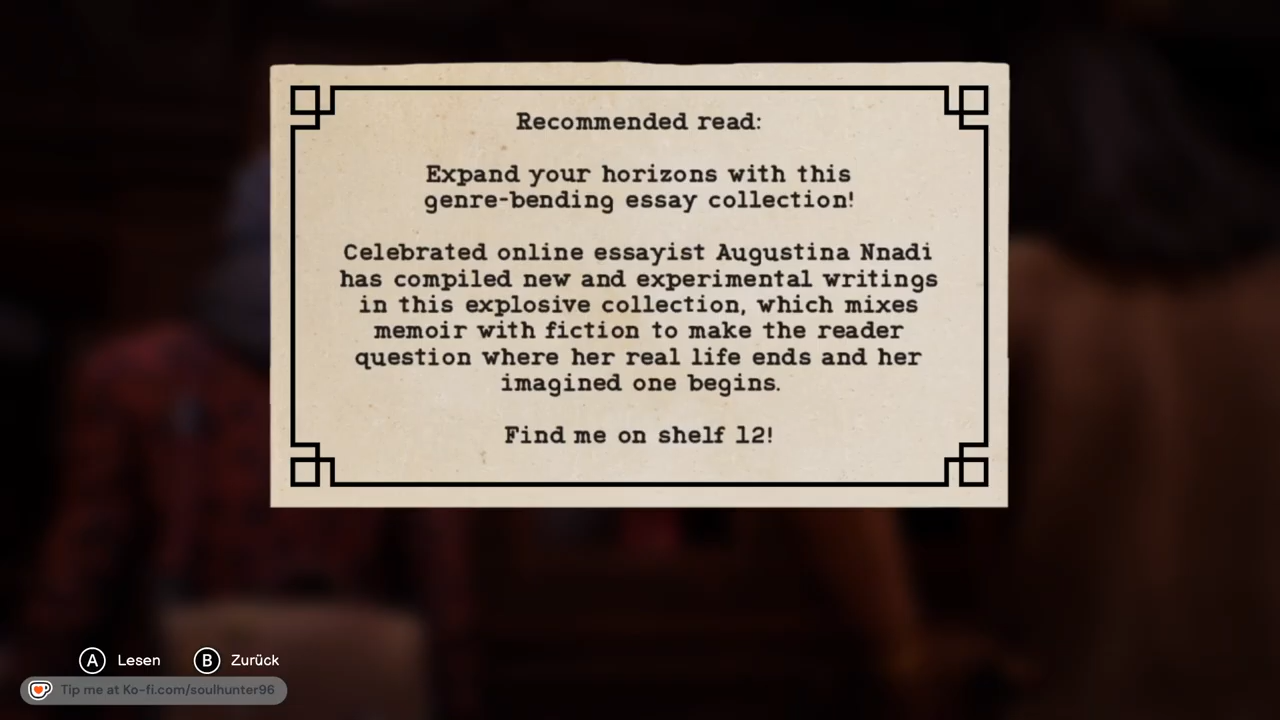 Recommended read:
Expand your horizons with this
genre-bending essay collection!
Celebrated online essayist Augustina Nnadi
has compiled new and experimental writings
in this explosive collection, which mixes
memoir with fiction to make the reader
question where her real life ends and her
imagined one begins.
Find me on shelf 12!
A Lesen B Zurück
Tip me at Ko-fi.com/soulhunter96